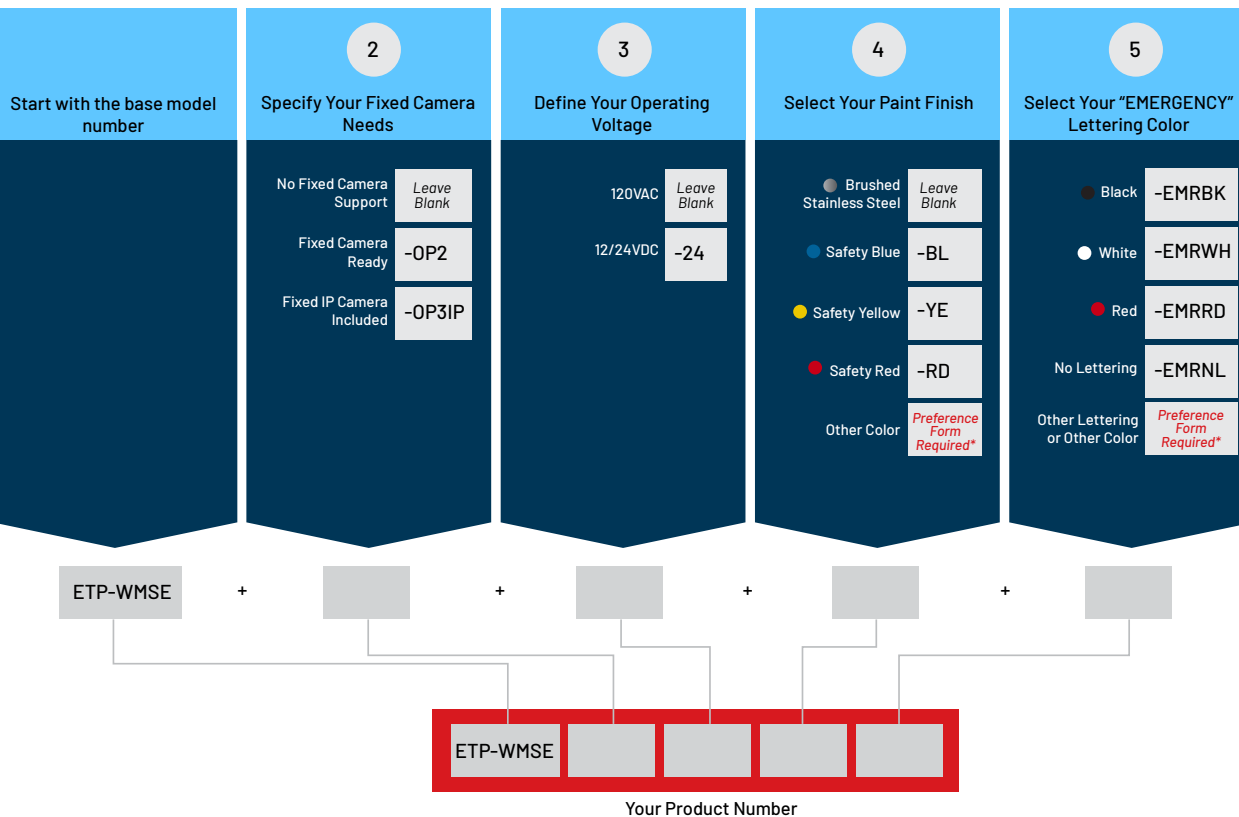 Start with the base model
number
2
Specify Your Fixed Camera
Needs
No Fixed Camera
Support
Leave
Blank
Fixed Camera
Ready
-OP2
Fixed IP Camera
Included
-OP3IP
3
Define Your Operating
Voltage
120VAC
Leave
Blank
12/24VDC
-24
4
Select Your Paint Finish
Brushed
Stainless Steel
Leave
Blank
Safety Blue
-BL
Safety Yellow
-YE
Safety Red
-RD
Other Color
Preference
Form
Required*
5
Select Your “EMERGENCY”
Lettering Color
Black
-EMRBK
White
-EMRWH
Red
-EMRRD
No Lettering
-EMRNL
Other Lettering
or Other Color
Preference
Form
Required*
ETP-WMSE + + + +
ETP-WMSE
Your Product Number